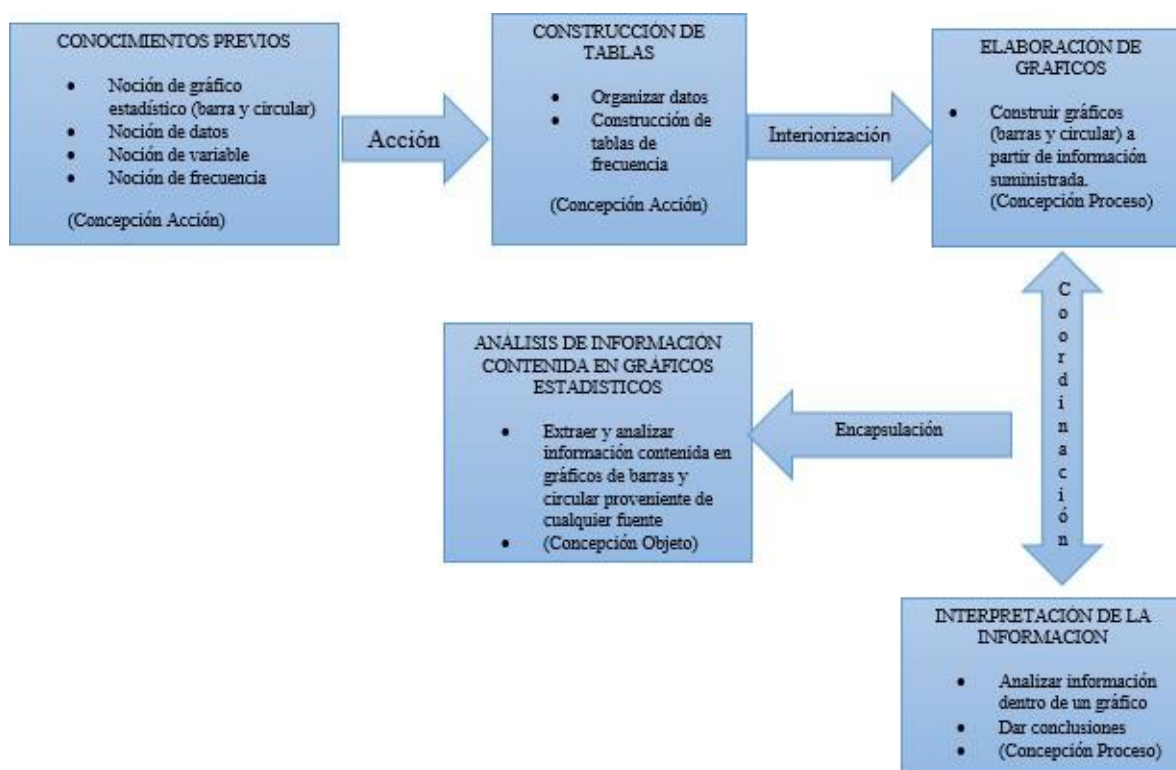 CONOCIMIENTOS PREVIOS
• Noción de gráfico
estadístico (barra y circular)
• Noción de datos
• Noción de variable
• Noción de frecuencia
(Concepción Acción)
Acción
CONSTRUCCIÓN DE
TABLAS
• Organizar datos
• Construcción de
tablas de
frecuencia
(Concepción Acción)
Interiorización
ELABORACIÓN DE
GRAFICOS
• Construir gráficos
(barras y circular) a
partir de información
suministrada.
(Concepción Proceso)
Coordinación
ANÁLISIS DE INFORMACIÓN
CONTENIDA EN GRÁFICOS
ESTADISTICOS
• Extraer y analizar
información contenida en
gráficos de barras y
circular proveniente de
cualquier fuente
• (Concepción Objeto)
Encapsulación
INTERPRETACIÓN DE LA
INFORMACION
• Analizar información
dentro de un gráfico
• Dar conclusiones
• (Concepción Proceso)